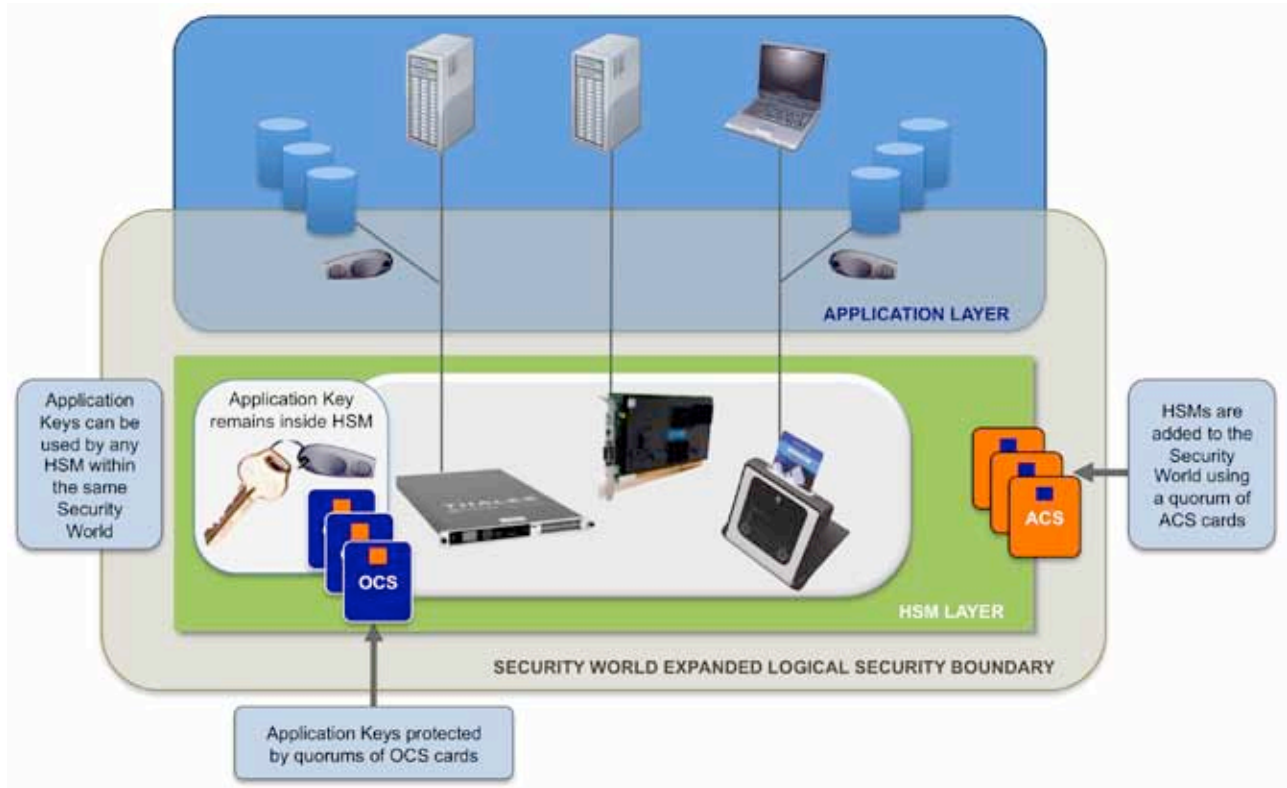 APPLICATION LAYER
Application
Keys can be
used by any
HSM within
the same
Security
World
Application Key
remains inside HSM
THALES
OCS
HSMs are
added to the
Security
World using
a quorum of
ACS cards
ACS
HSM LAYER
SECURITY WORLD EXPANDED LOGICAL SECURITY BOUNDARY
Application Keys protected
by quorums of OCS cards